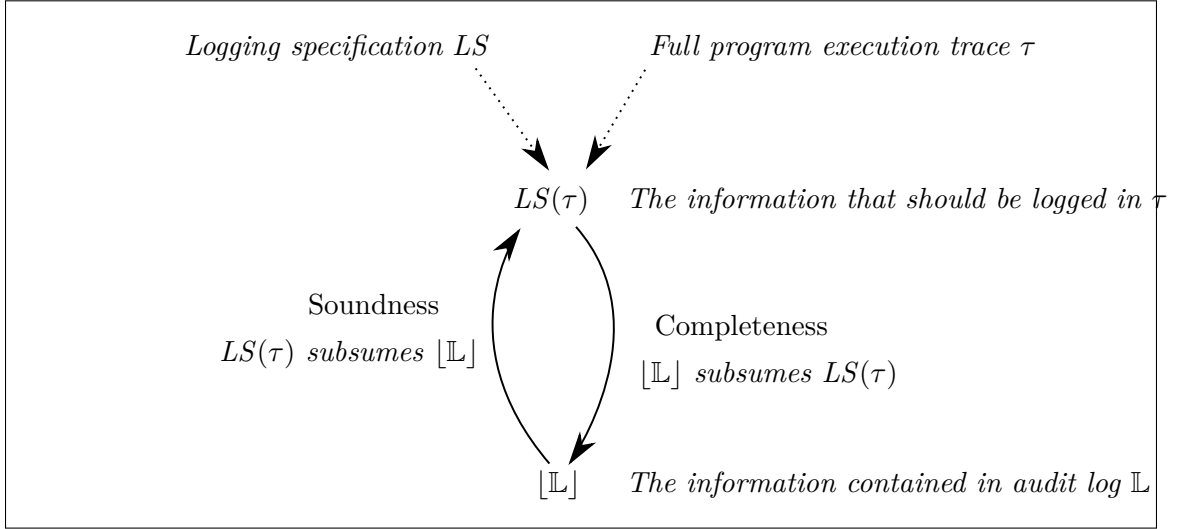 Logging specification LS
Full program execution trace τ
LS(τ)
The information that should be logged in τ
Soundness
LS(τ) subsumes ⌊𝕃⌋
Completeness
⌊𝕃⌋ subsumes LS(τ)
⌊𝕃⌋
The information contained in audit log 𝕃